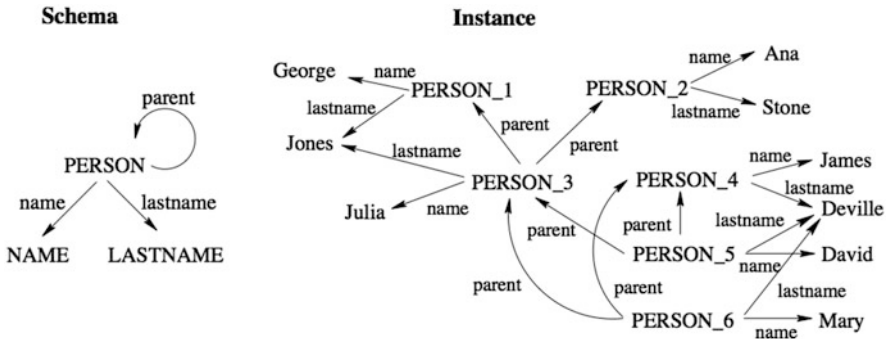 Schema
Instance
parent
PERSON
name
lastname
NAME
LASTNAME
George
name
PERSON_1
lastname
Jones
parent
PERSON_2
name
Ana
lastname
Stone
parent
lastname
PERSON_3
name
Julia
PERSON_4
name
James
lastname
Deville
parent
parent
PERSON_5
lastname
name
David
parent
parent
lastname
PERSON_6
name
Mary